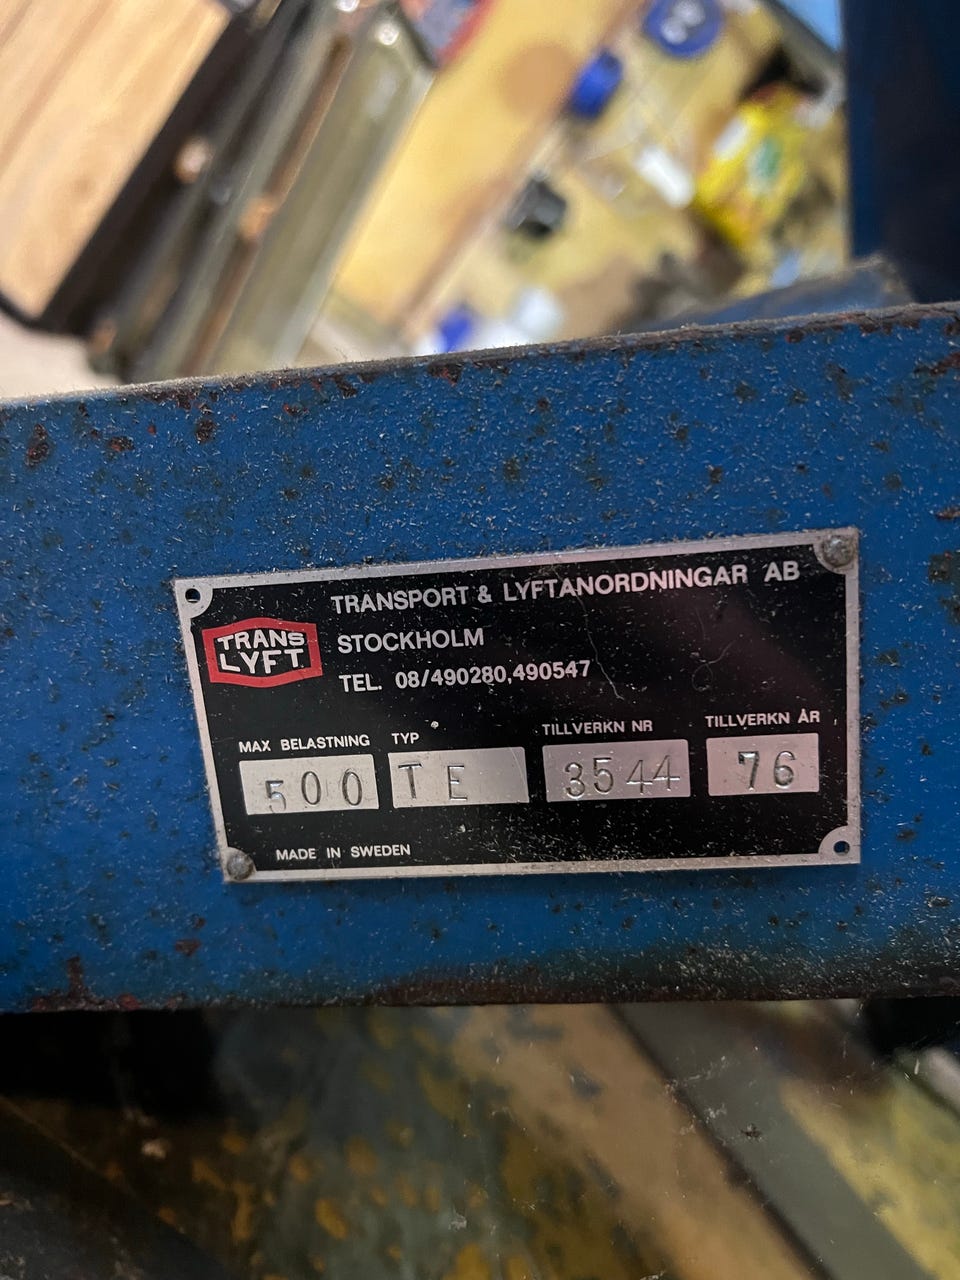 TRANSPORT & LYFTANORDNINGAR AB
TRANS
LYFT
STOCKHOLM
TEL. 08/490280,490547
MAX BELASTNING TYP TILLVERKN NR TILLVERKN ÅR
500 TE 3544 76
MADE IN SWEDEN